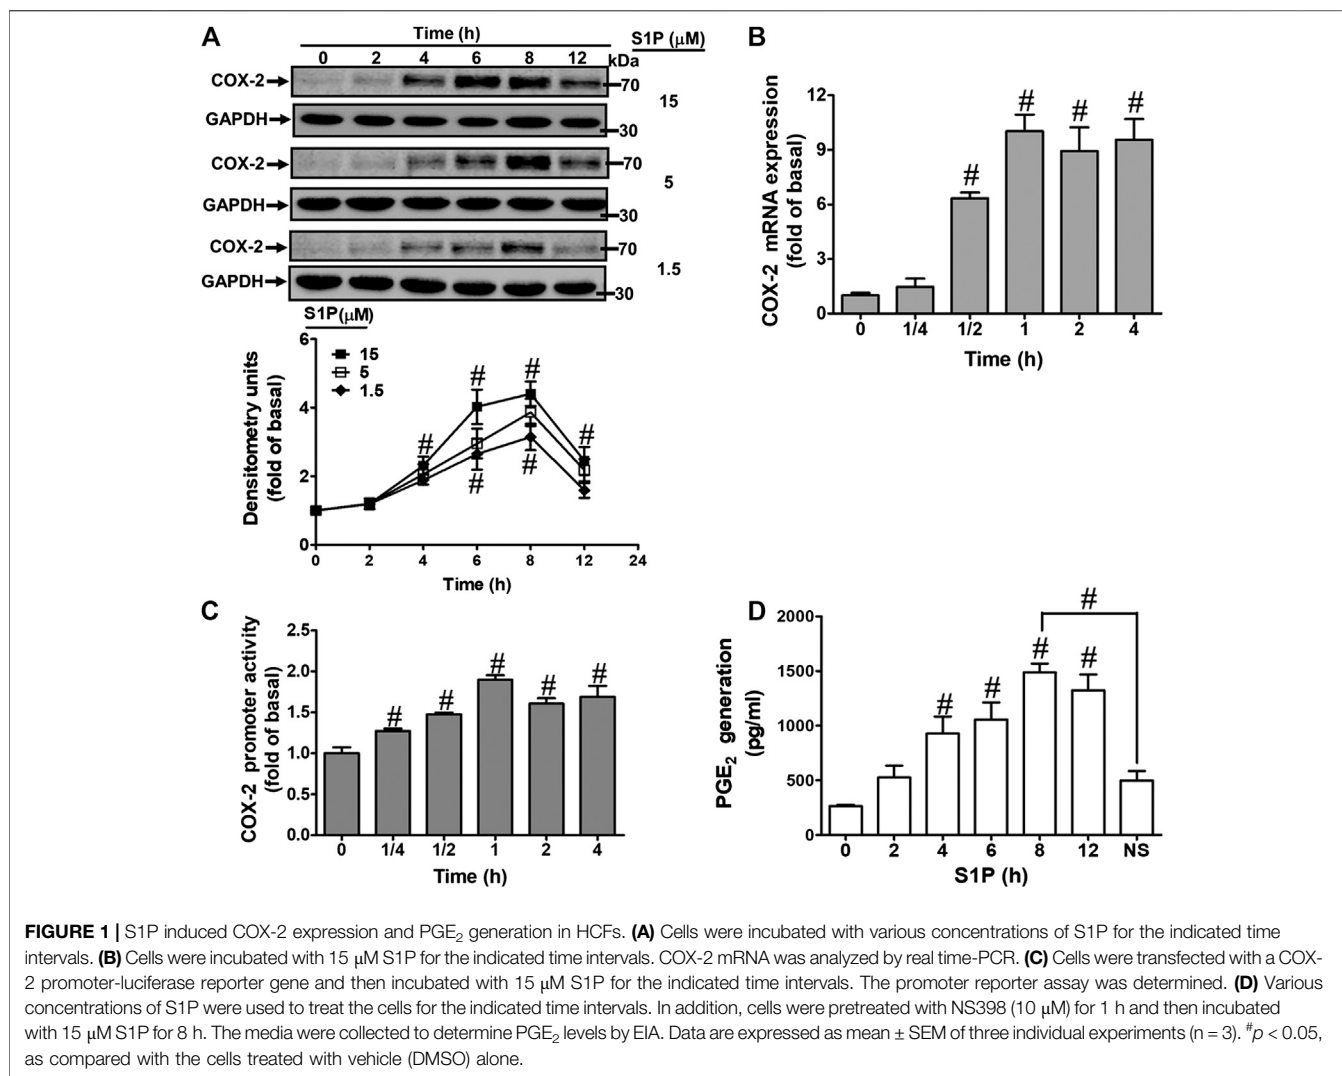 A
Time (h)
S1P (μM)
0 2 4 6 8 12
kDa
COX-2
70
15
GAPDH
30
COX-2
70
5
GAPDH
30
COX-2
70
1.5
GAPDH
30
S1P(μM)
6
4
2
0
15
5
1.5
# # # # # #
Densitometry units
(fold of basal)
0 2 4 6 8 12 24
Time (h)
B
12
9
6
3
0
# # # #
COX-2 mRNA expression
(fold of basal)
0 1/4 1/2 1 2 4
Time (h)
C
2.5
2.0
1.5
1.0
0.5
0.0
# # # # #
COX-2 promoter activity
(fold of basal)
0 1/4 1/2 1 2 4
Time (h)
D
2000
1500
1000
500
0
# # # # #
PGE₂ generation
(pg/ml)
0 2 4 6 8 12 NS
S1P (h)
FIGURE 1 | S1P induced COX-2 expression and PGE₂ generation in HCFs. (A) Cells were incubated with various concentrations of S1P for the indicated time
intervals. (B) Cells were incubated with 15 μM S1P for the indicated time intervals. COX-2 mRNA was analyzed by real time-PCR. (C) Cells were transfected with a COX-
2 promoter-luciferase reporter gene and then incubated with 15 μM S1P for the indicated time intervals. The promoter reporter assay was determined. (D) Various
concentrations of S1P were used to treat the cells for the indicated time intervals. In addition, cells were pretreated with NS398 (10 μM) for 1 h and then incubated
with 15 μM S1P for 8 h. The media were collected to determine PGE₂ levels by EIA. Data are expressed as mean ± SEM of three individual experiments (n = 3). #p < 0.05,
as compared with the cells treated with vehicle (DMSO) alone.